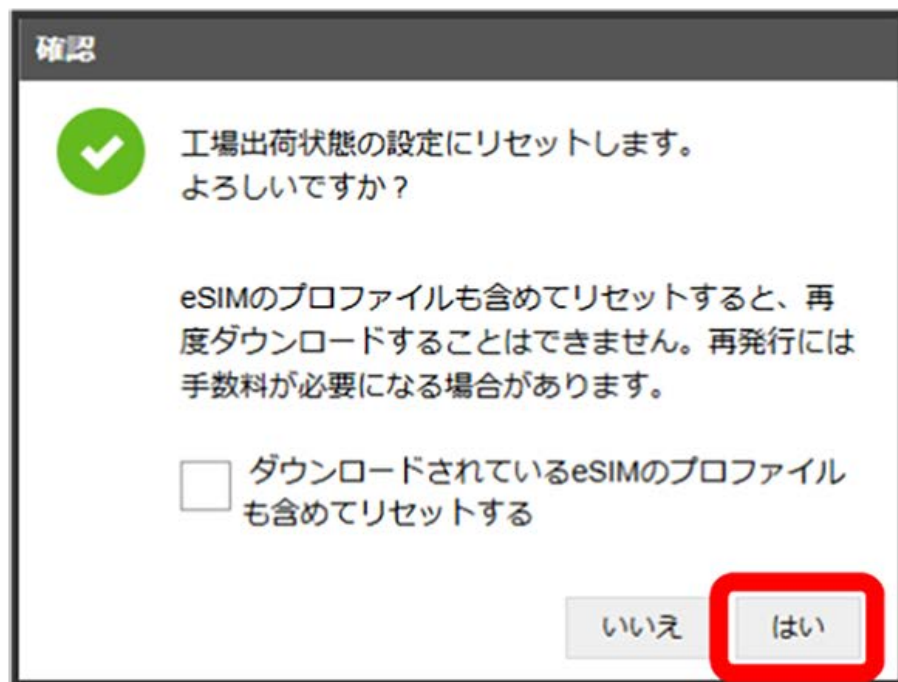 確認
工場出荷状態の設定にリセットします。
よろしいですか？
eSIMのプロファイルも含めてリセットすると、再
度ダウンロードすることはできません。再発行には
手数料が必要になる場合があります。
ダウンロードされているeSIMのプロファイル
も含めてリセットする
いいえ
はい